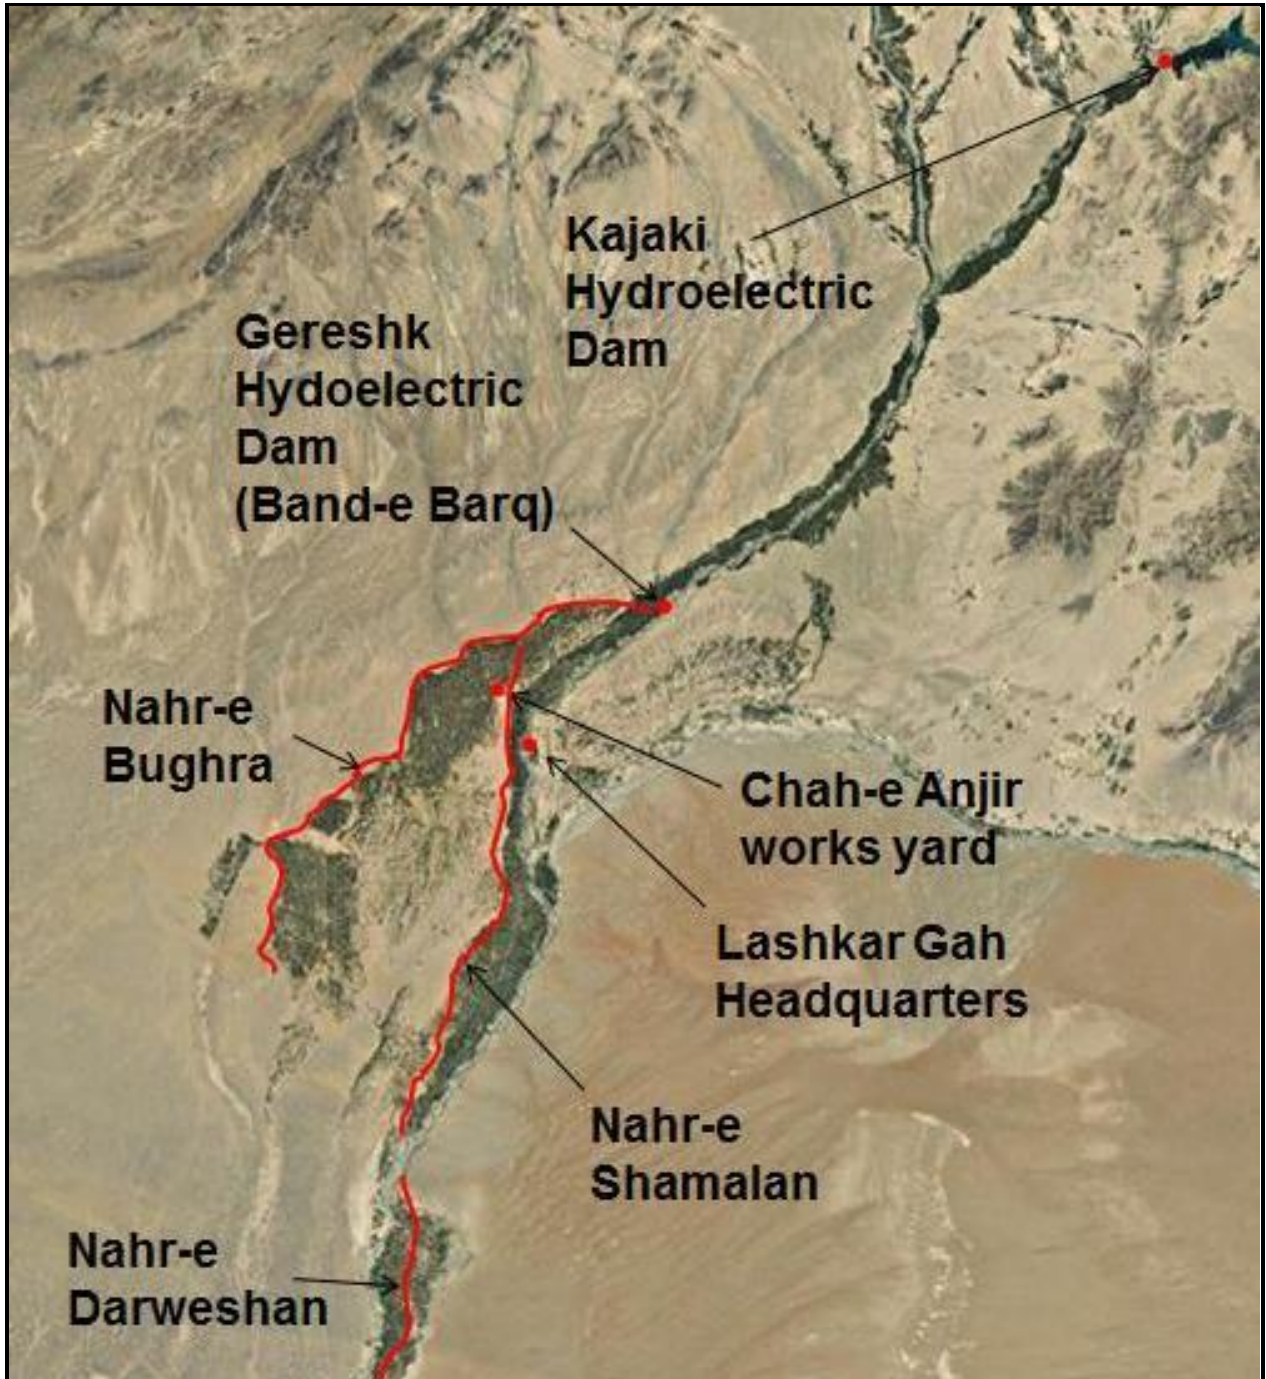 Kajaki
Hydroelectric
Dam
Gereshk
Hydoelectric
Dam
(Band-e Barq)
Nahr-e
Bughra
Chah-e Anjir
works yard
Lashkar Gah
Headquarters
Nahr-e
Shamalan
Nahr-e
Darweshan